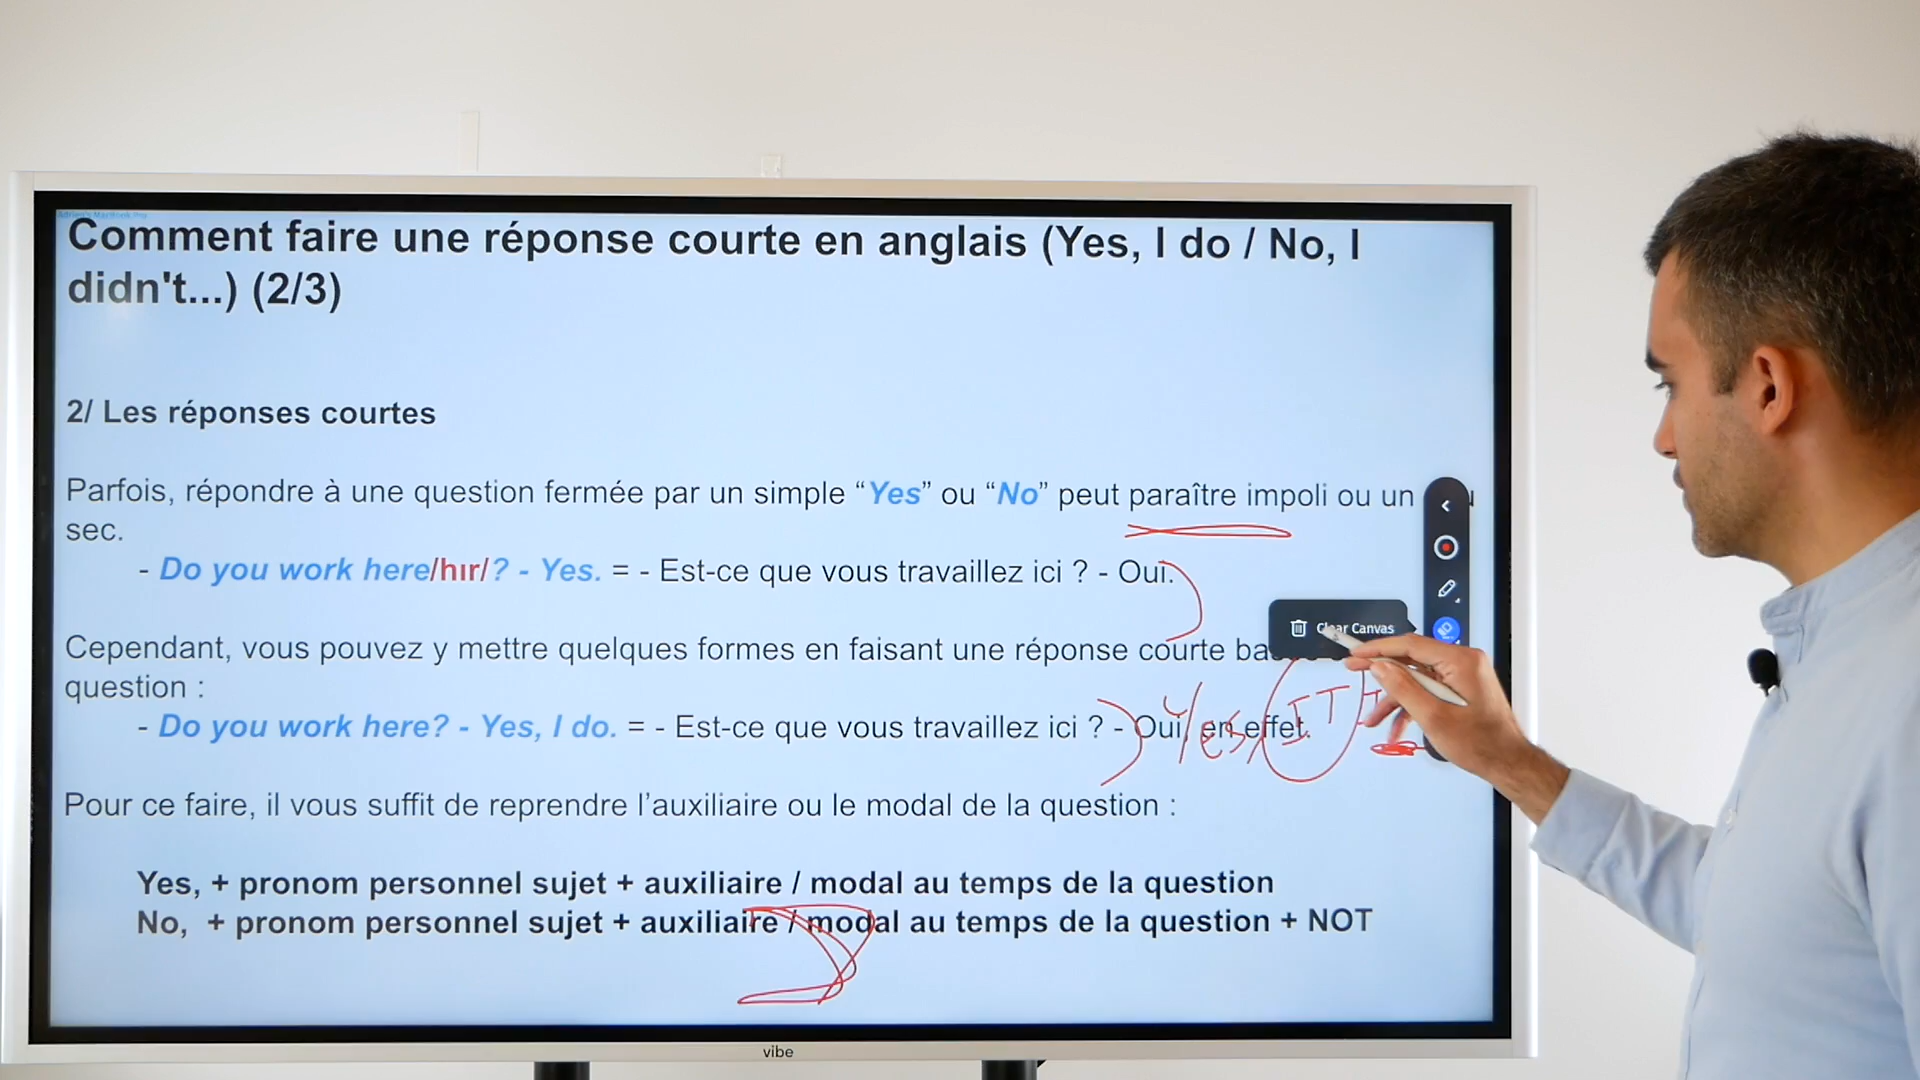 Adrien's MacBook Pro
Comment faire une réponse courte en anglais (Yes, I do / No, I
didn't...) (2/3)
2/ Les réponses courtes
Parfois, répondre à une question fermée par un simple “Yes” ou “No” peut paraître impoli ou un
sec.
- Do you work here/hɪr/? - Yes. = - Est-ce que vous travaillez ici ? - Oui.
Clear Canvas
Cependant, vous pouvez y mettre quelques formes en faisant une réponse courte
question :
- Do you work here? - Yes, I do. = - Est-ce que vous travaillez ici ? - Oui, en effet.
Yes, IT
Pour ce faire, il vous suffit de reprendre l’auxiliaire ou le modal de la question :
Yes, + pronom personnel sujet + auxiliaire / modal au temps de la question
No, + pronom personnel sujet + auxiliaire / modal au temps de la question + NOT
vibe